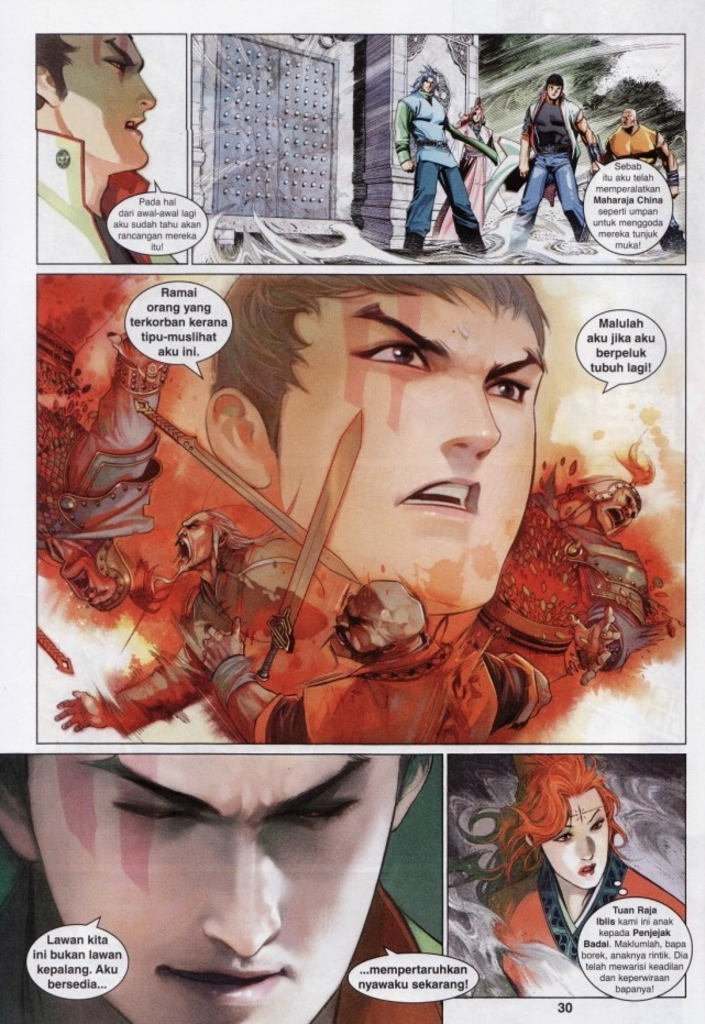 Pada hal
dari awal-awal lagi
aku sudah tahu akan
rancangan mereka
itu!
Sebab
itu aku telah
memperalatkan
Maharaja China
seperti umpan
untuk menggoda
mereka tunjuk
muka!
Ramai
orang yang
terkorban kerana
tipu-muslihat
aku ini.
Malulah
aku jika aku
berpeluk
tubuh lagi!
Lawan kita
ini bukan lawan
kepalang. Aku
bersedia...
...mempertaruhkan
nyawaku sekarang!
Tuan Raja
Iblis kami ini anak
kepada Penjejak
Badai. Maklumlah, bapa
borek, anaknya rintik. Dia
telah mewarisi keadilan
dan keperwiraan
bapanya!
30